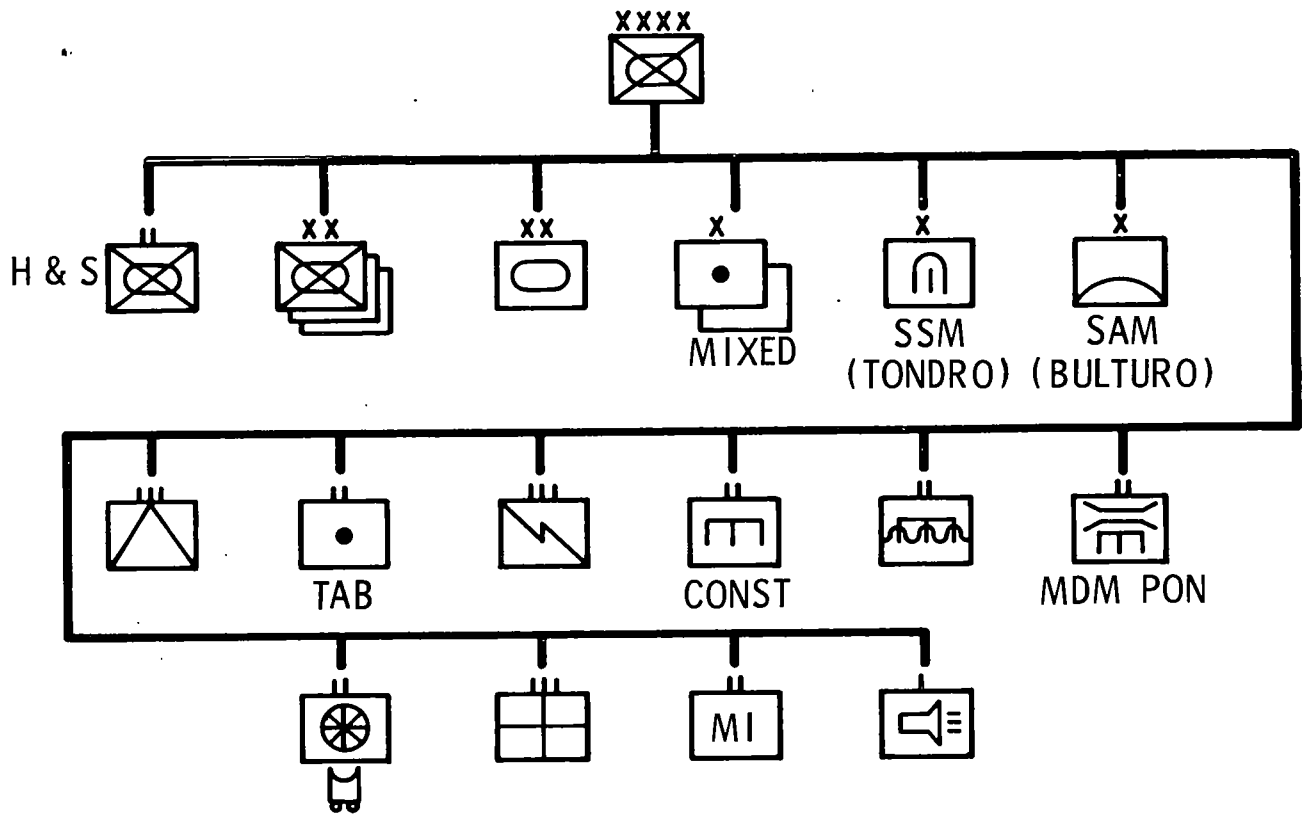 XXXX
H & S
XX
XX
X
MIXED
X
SSM
(TONDRO)
X
SAM
(BULTURO)
TAB
CONST
MDM PON
MI